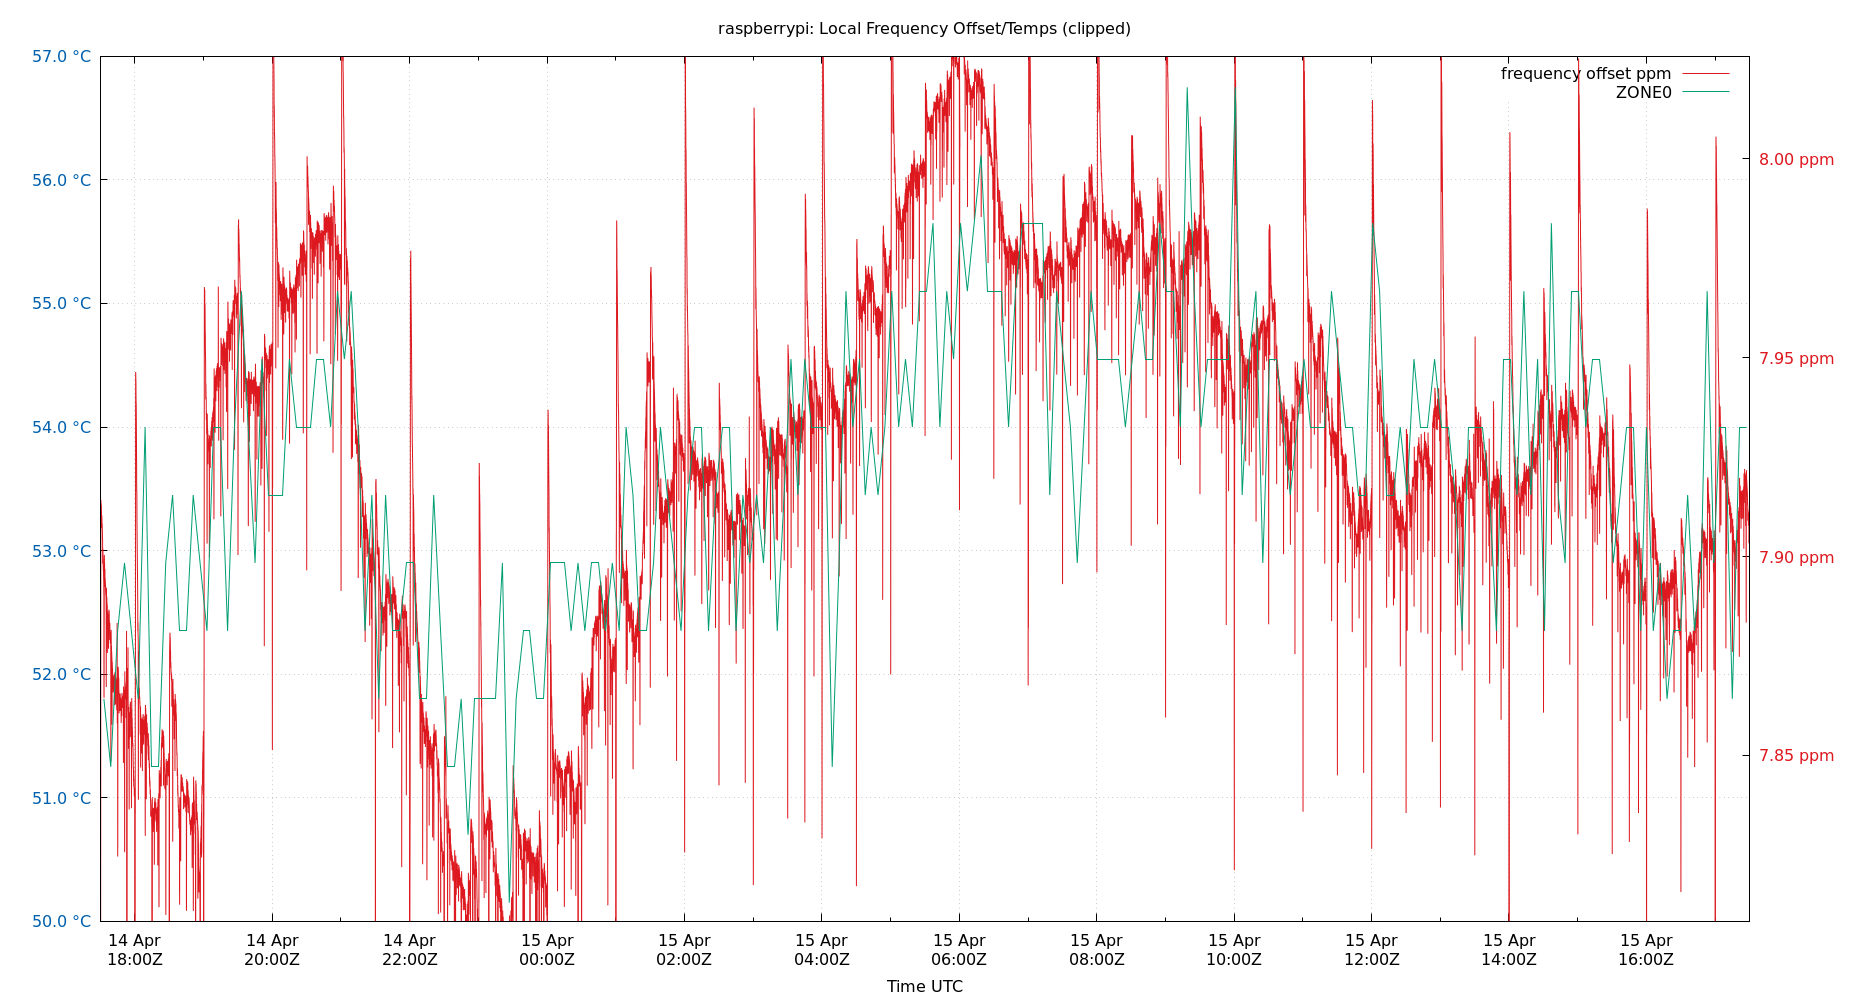 raspberrypi: Local Frequency Offset/Temps (clipped)
57.0 °C
56.0 °C
55.0 °C
54.0 °C
53.0 °C
52.0 °C
51.0 °C
50.0 °C
frequency offset ppm
ZONE0
8.00 ppm
7.95 ppm
7.90 ppm
7.85 ppm
14 Apr
18:00Z
14 Apr
20:00Z
14 Apr
22:00Z
15 Apr
00:00Z
15 Apr
02:00Z
15 Apr
04:00Z
15 Apr
06:00Z
15 Apr
08:00Z
15 Apr
10:00Z
15 Apr
12:00Z
15 Apr
14:00Z
15 Apr
16:00Z
Time UTC